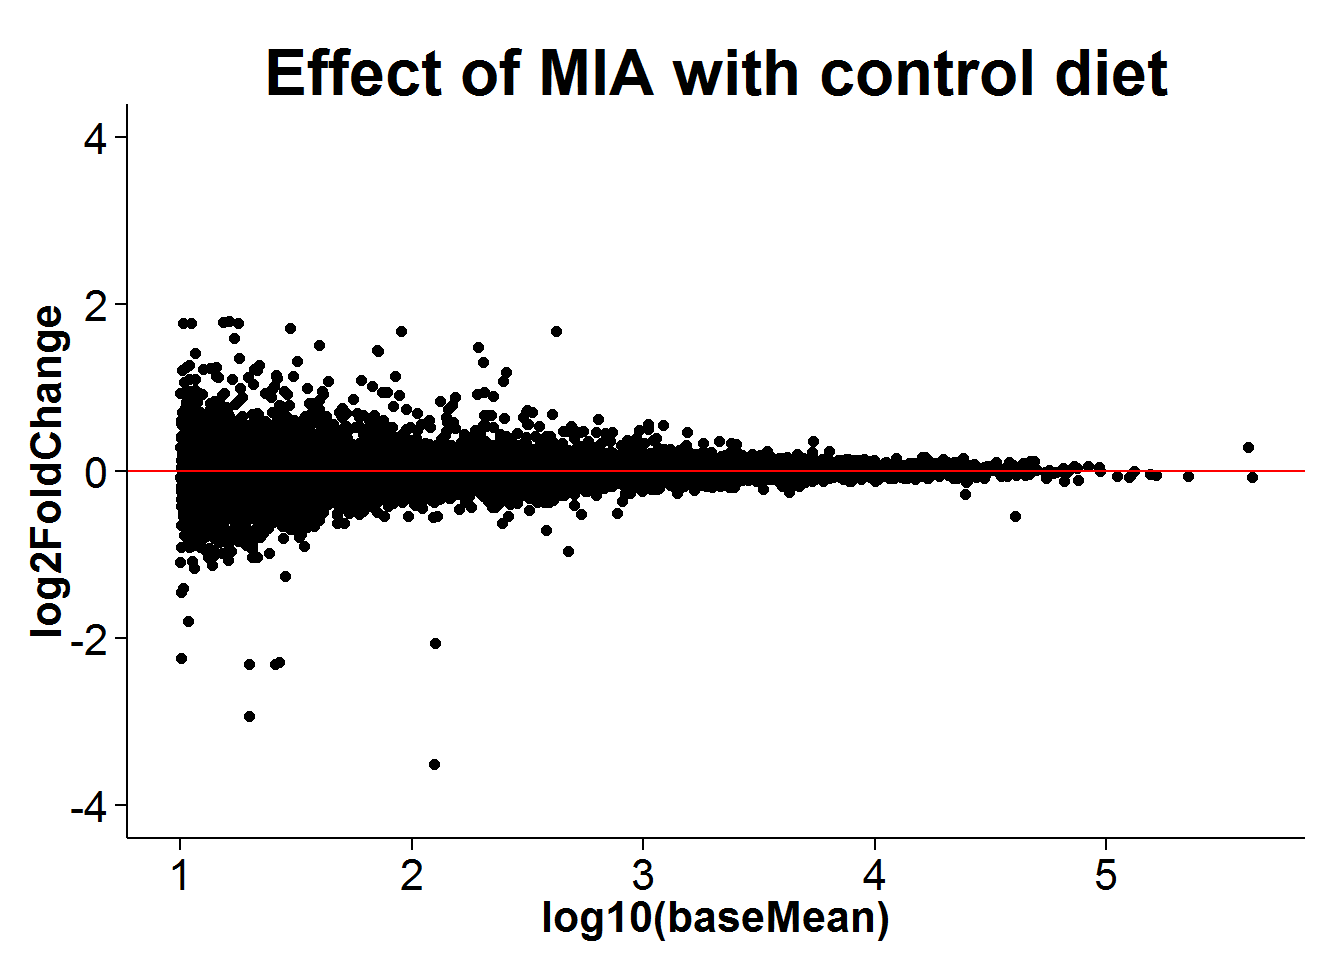 Effect of MIA with control diet
log2FoldChange
4
2
0
-2
-4
1 2 3 4 5
log10(baseMean)